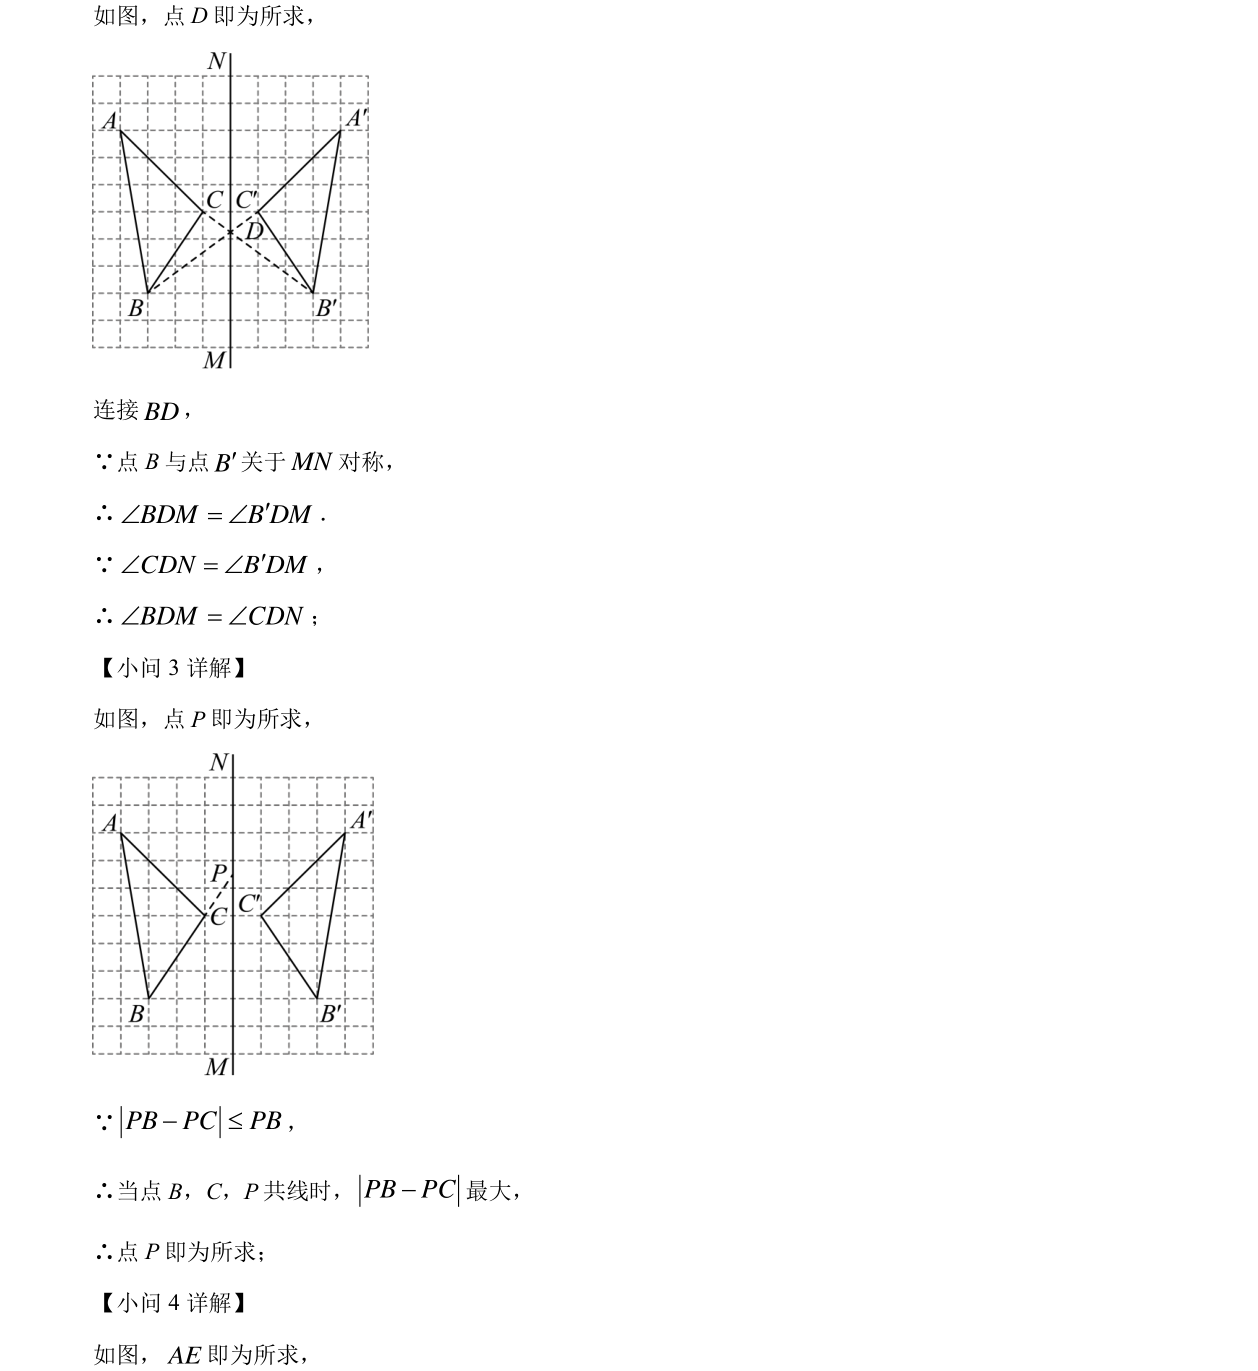 如图，点 D 即为所求，
N
A
A′
C
C′
D
B
B′
M
连接 BD，
∵点 B 与点 B′ 关于 MN 对称，
∴ ∠BDM = ∠B′DM .
∵ ∠CDN = ∠B′DM ，
∴ ∠BDM = ∠CDN ；
【小问 3 详解】
如图，点 P 即为所求，
N
A
A′
P
C′
C
B
B′
M
∵ |PB − PC| ≤ PB ，
∴当点 B，C，P 共线时，|PB − PC| 最大，
∴点 P 即为所求；
【小问 4 详解】
如图， AE 即为所求，